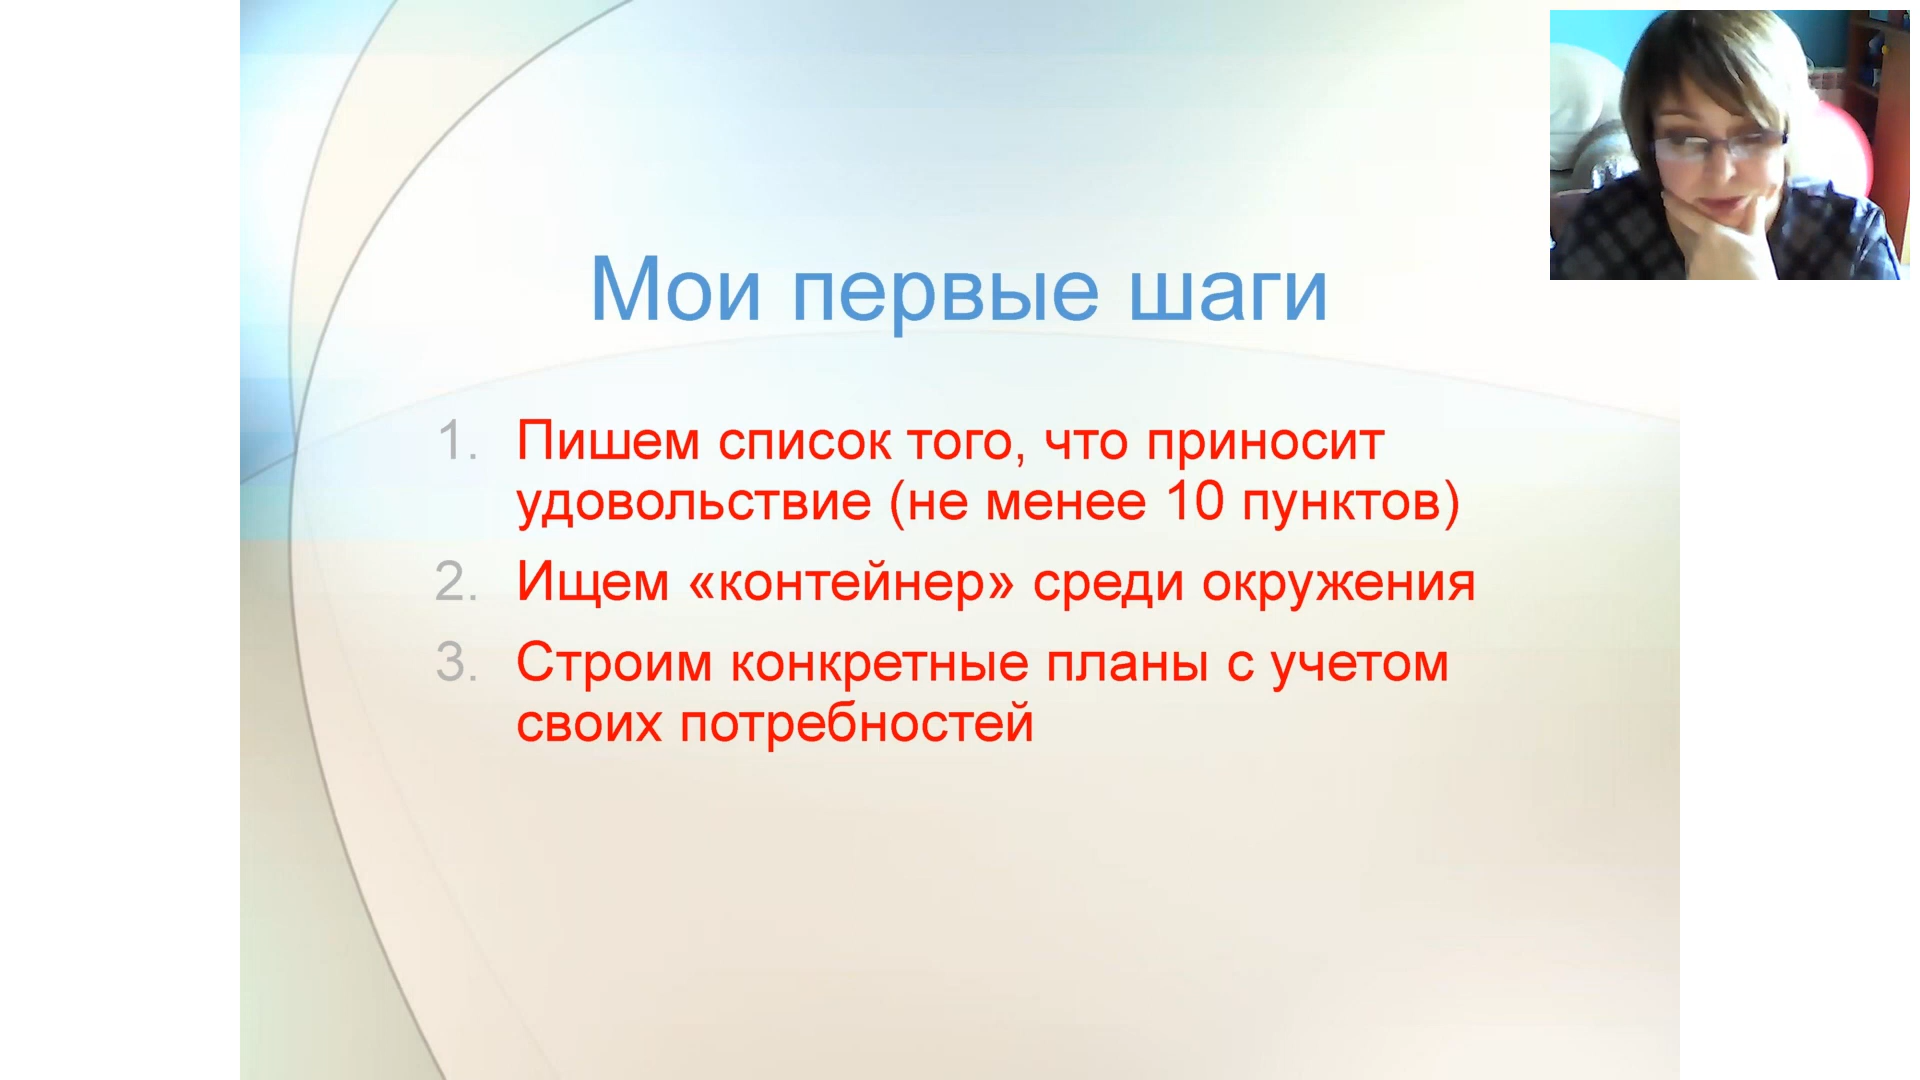 Мои первые шаги
1. Пишем список того, что приносит
удовольствие (не менее 10 пунктов)
2. Ищем «контейнер» среди окружения
3. Строим конкретные планы с учетом
своих потребностей